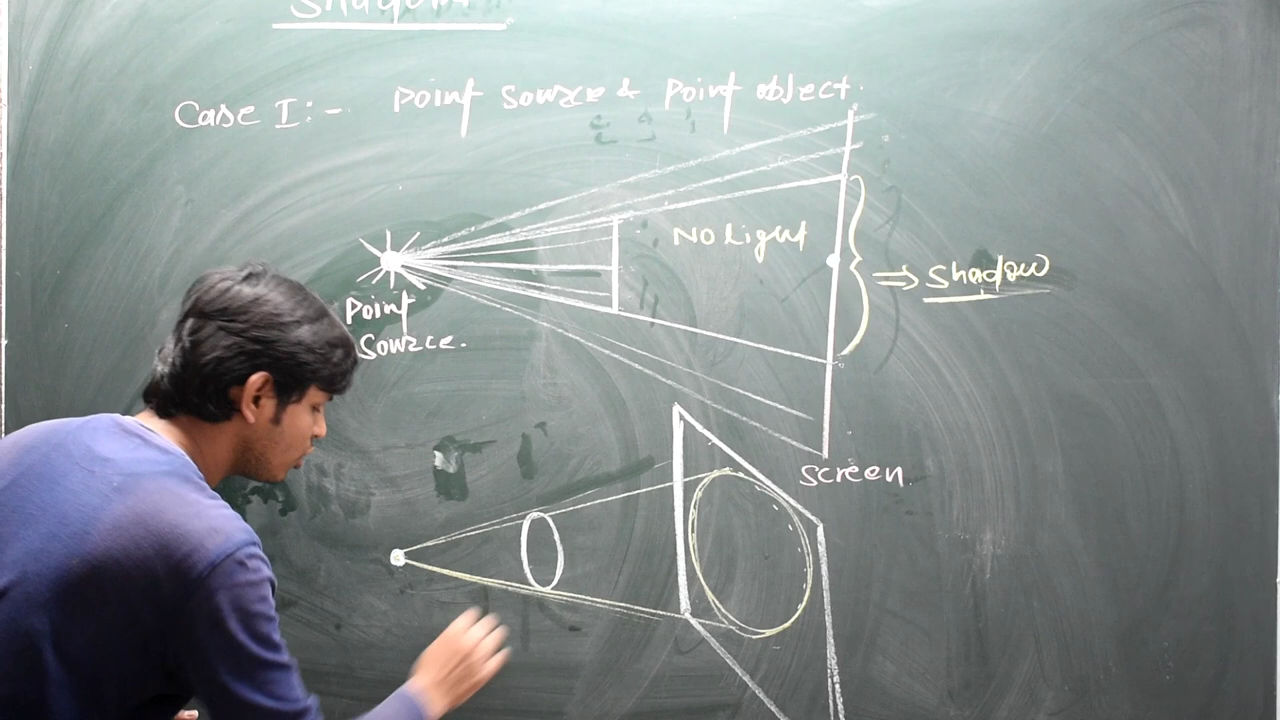 Shadow
Case I:- Point Source & Point object.
No Light
⇒ Shadow
Point
Source.
Screen